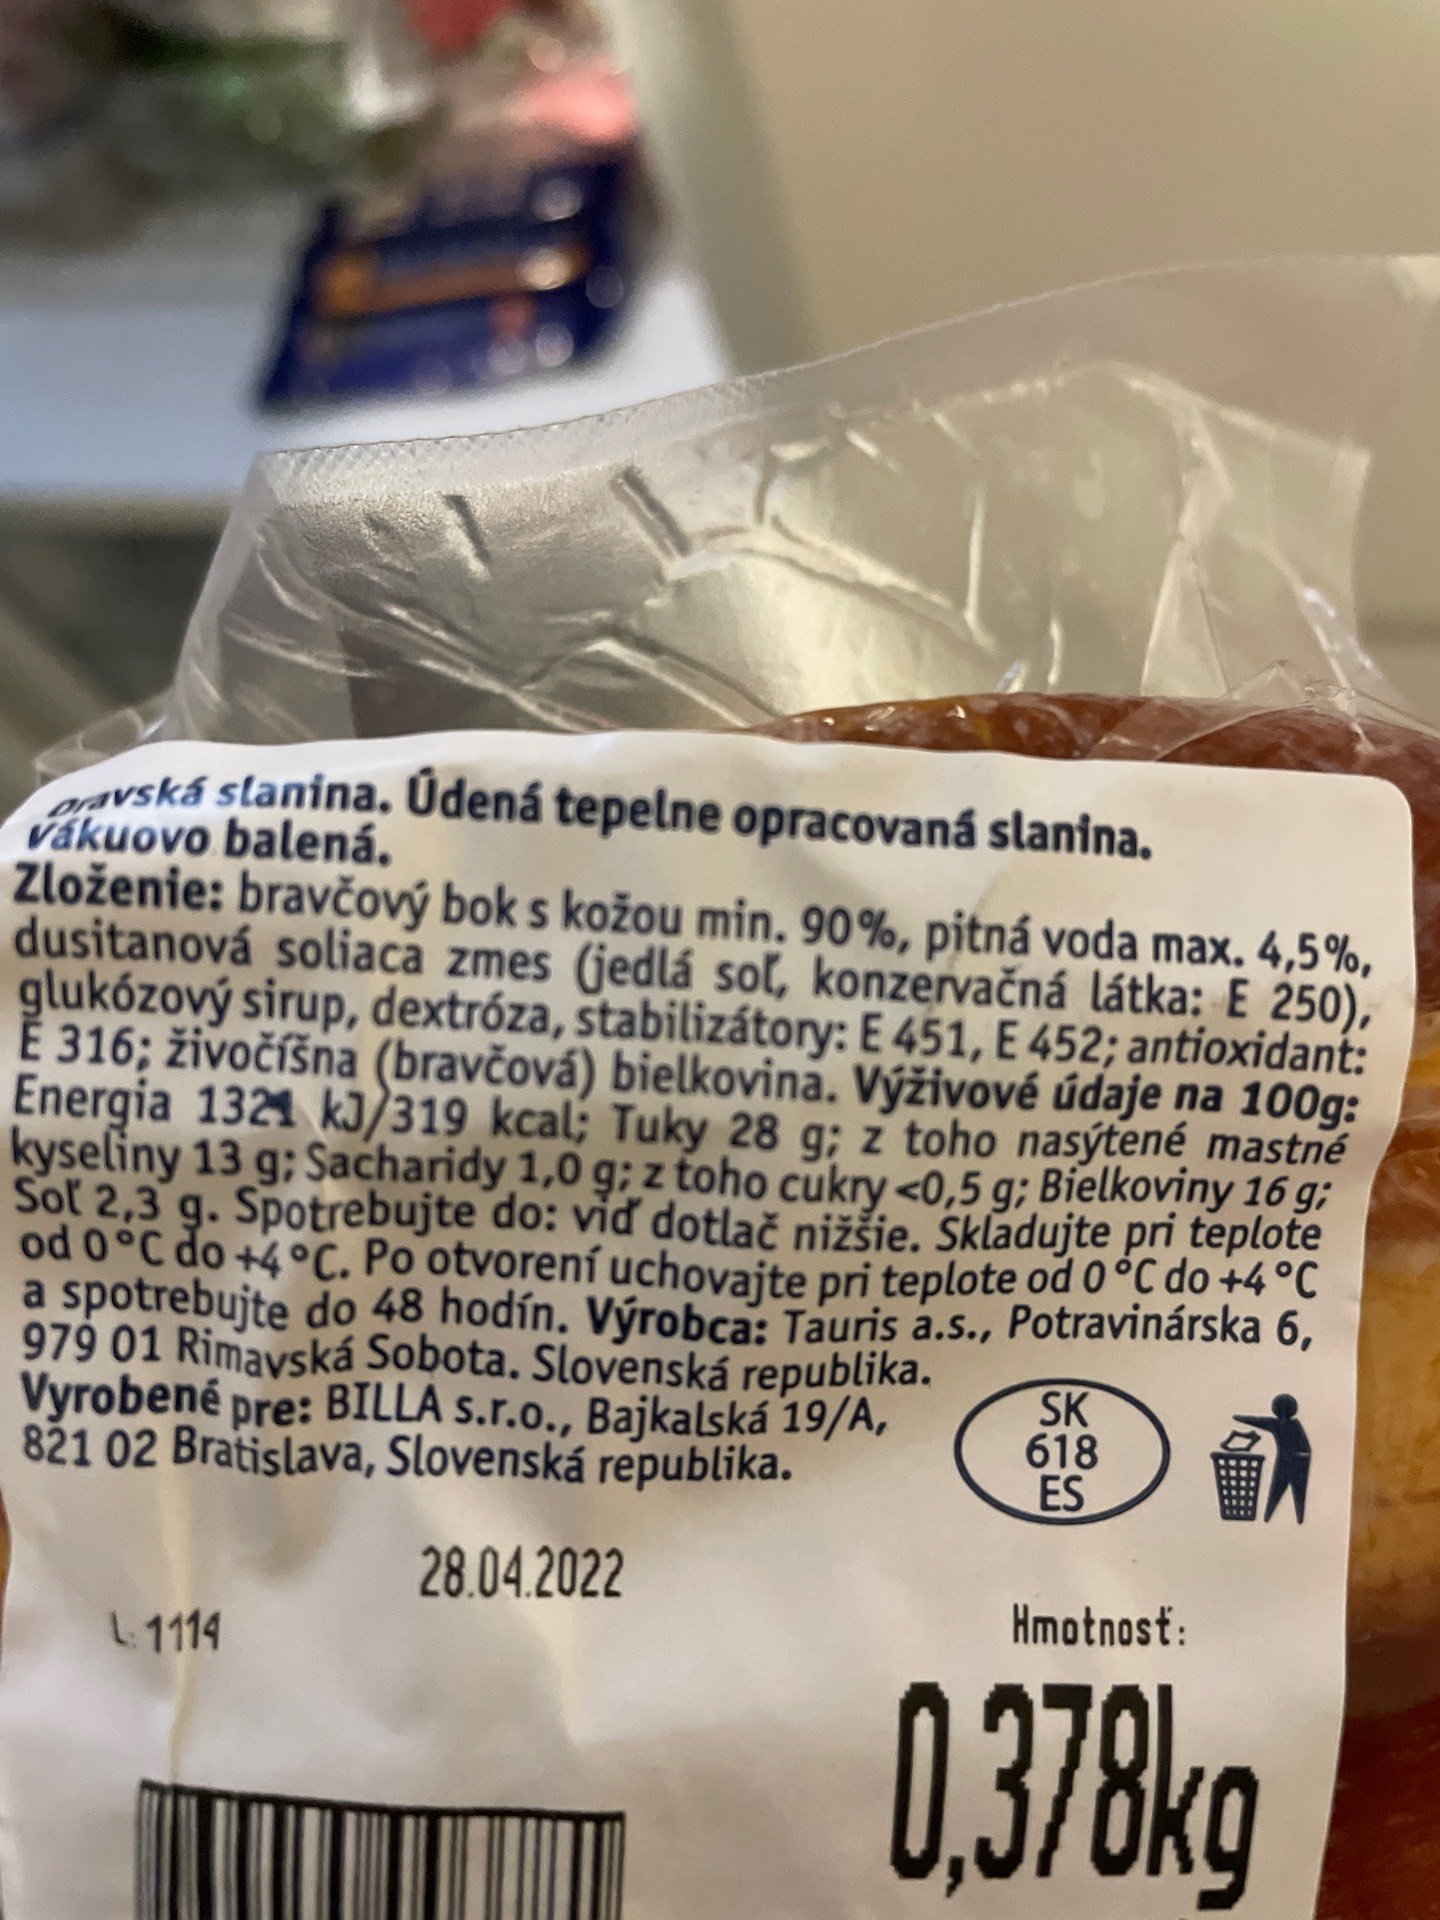 Oravská slanina. Údená tepelne opracovaná slanina.
vákuovo balená.
Zloženie: bravčový bok s kožou min. 90%, pitná voda max. 4,5%,
dusitanová soliaca zmes (jedlá soľ, konzervačná látka: E 250),
glukózový sirup, dextróza, stabilizátory: E 451, E 452; antioxidant:
E 316; živočíšna (bravčová) bielkovina. Výživové údaje na 100g:
Energia 1321 kJ/319 kcal; Tuky 28 g; z toho nasýtené mastné
kyseliny 13 g; Sacharidy 1,0 g; z toho cukry <0,5 g; Bielkoviny 16 g;
Soľ 2,3 g. Spotrebujte do: viď dotlač nižšie. Skladujte pri teplote
od 0°C do +4°C. Po otvorení uchovajte pri teplote od 0°C do +4°C
a spotrebujte do 48 hodín. Výrobca: Tauris a.s., Potravinárska 6,
979 01 Rimavská Sobota. Slovenská republika.
Vyrobené pre: BILLA s.r.o., Bajkalská 19/A,
821 02 Bratislava, Slovenská republika.
SK
618
ES
28.04.2022
L: 1114
Hmotnosť:
0,378kg